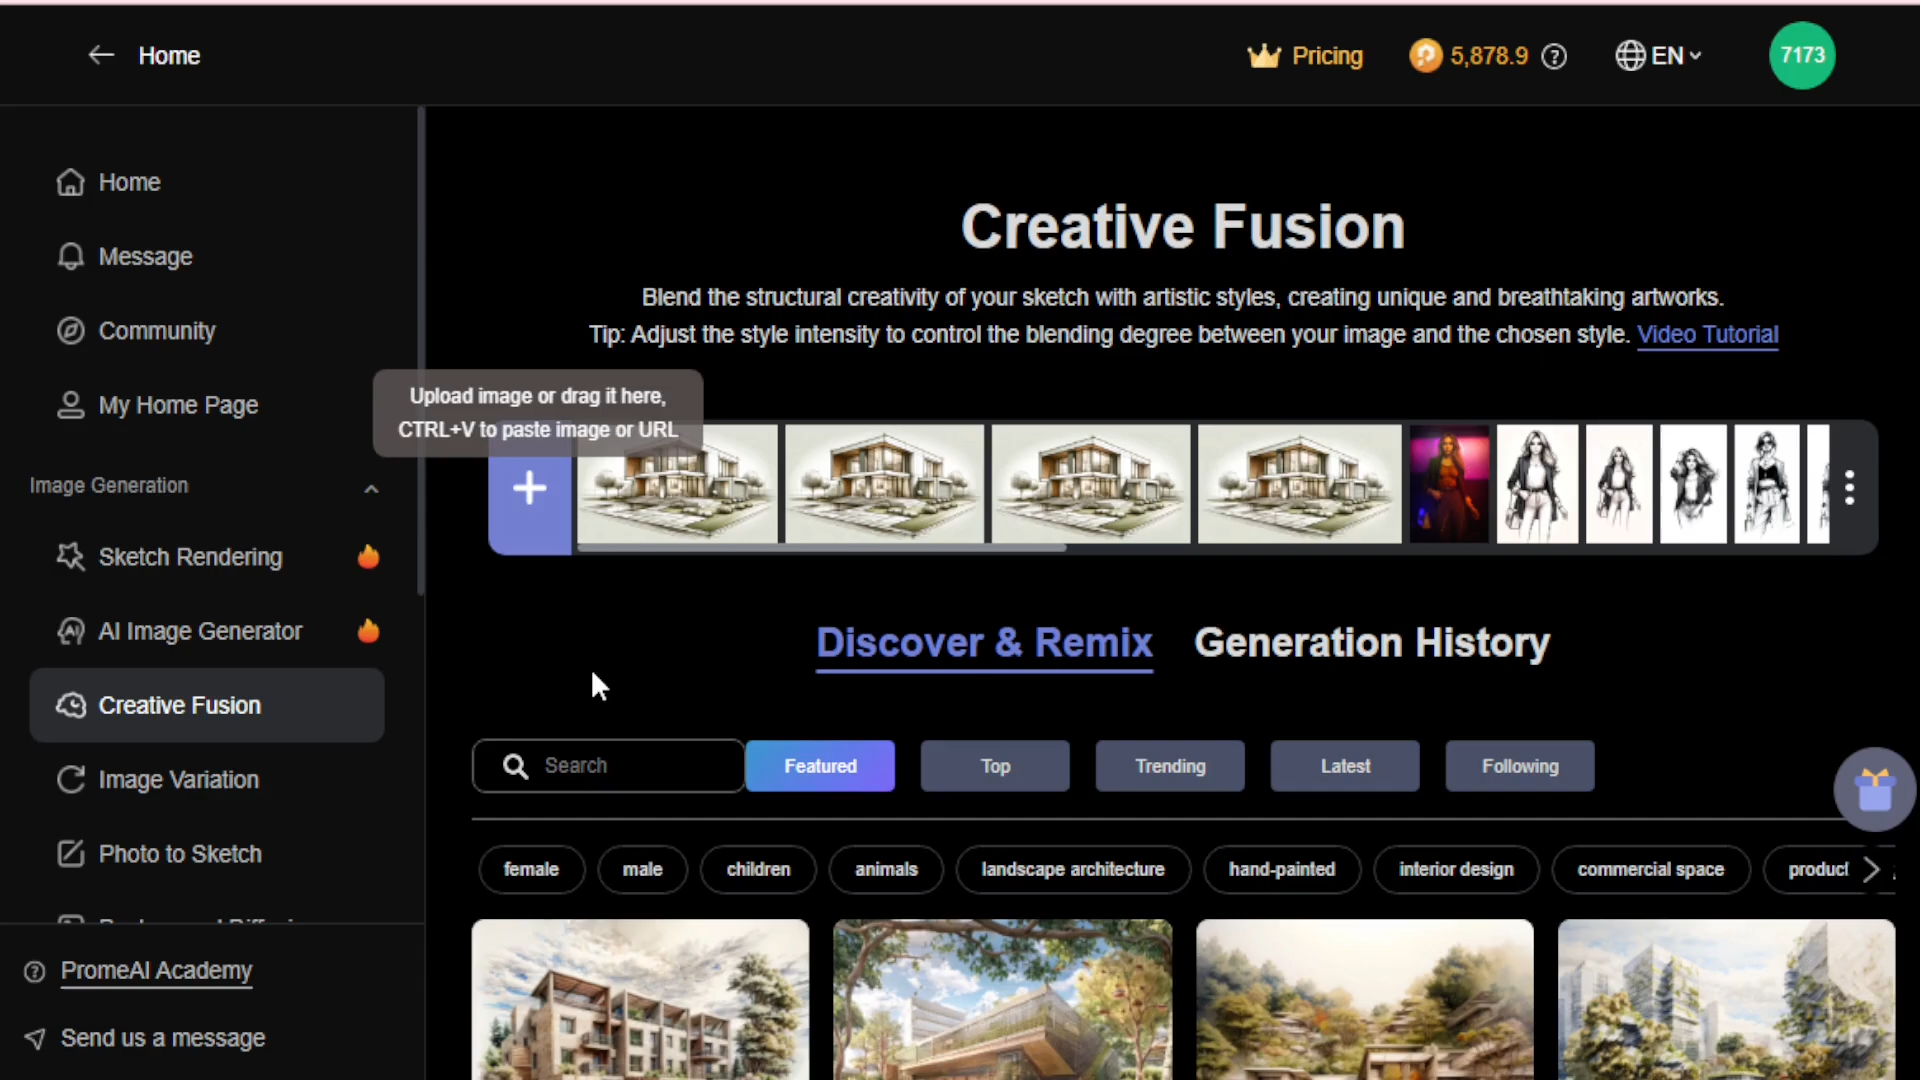 Home
Pricing
5,878.9
EN
7173
Home
Message
Community
My Home Page
Image Generation
Sketch Rendering
AI Image Generator
Creative Fusion
Image Variation
Photo to Sketch
PromeAI Academy
Send us a message
Creative Fusion
Blend the structural creativity of your sketch with artistic styles, creating unique and breathtaking artworks.
Tip: Adjust the style intensity to control the blending degree between your image and the chosen style. Video Tutorial
Upload image or drag it here,
CTRL+V to paste image or URL
Discover & Remix Generation History
Search Featured Top Trending Latest Following
female male children animals landscape architecture hand-painted interior design commercial space product